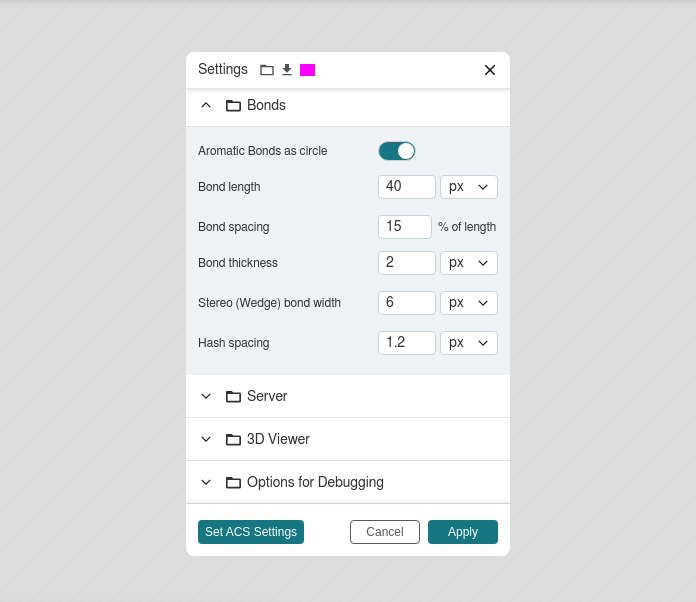 Settings
Bonds
Aromatic Bonds as circle
Bond length 40 px
Bond spacing 15 % of length
Bond thickness 2 px
Stereo (Wedge) bond width 6 px
Hash spacing 1.2 px
Server
3D Viewer
Options for Debugging
Set ACS Settings Cancel Apply